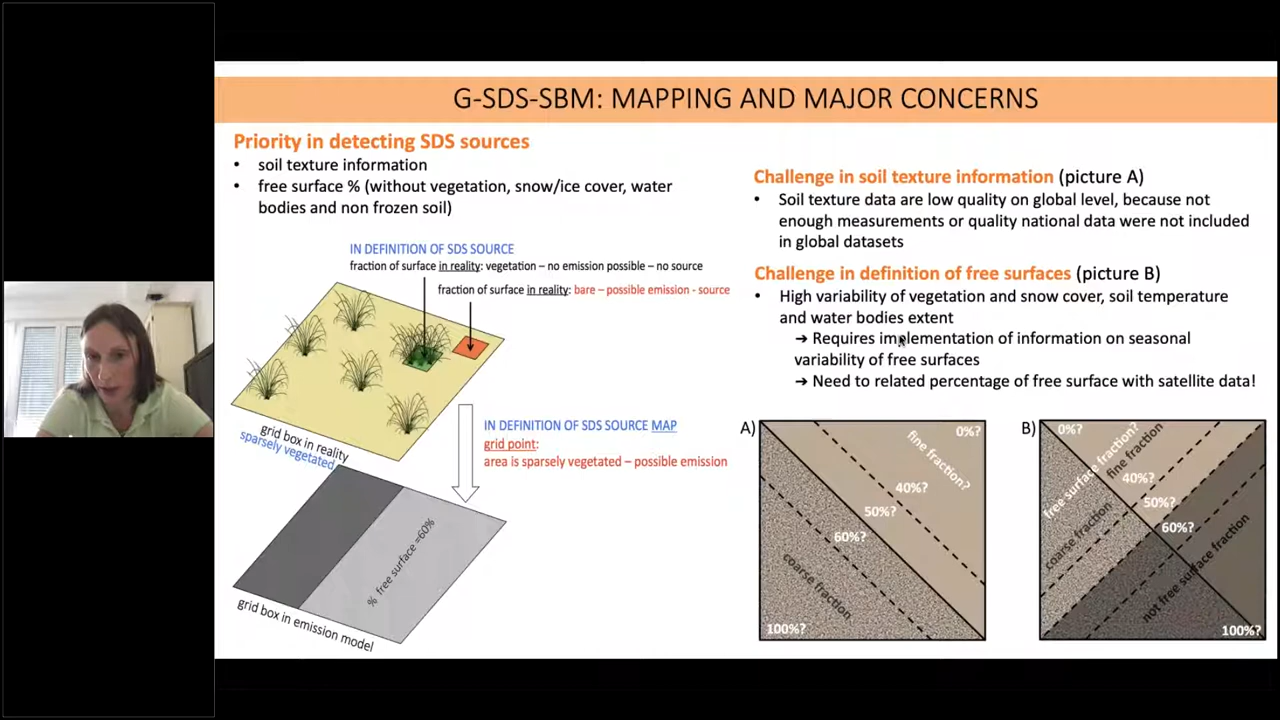 G-SDS-SBM: MAPPING AND MAJOR CONCERNS
Priority in detecting SDS sources
• soil texture information
• free surface % (without vegetation, snow/ice cover, water
bodies and non frozen soil)
IN DEFINITION OF SDS SOURCE
fraction of surface in reality: vegetation – no emission possible – no source
fraction of surface in reality: bare – possible emission - source
grid box in reality
sparsely vegetated
IN DEFINITION OF SDS SOURCE MAP
grid point:
area is sparsely vegetated – possible emission
% free surface =60%
grid box in emission model
Challenge in soil texture information (picture A)
• Soil texture data are low quality on global level, because not
enough measurements or quality national data were not included
in global datasets
Challenge in definition of free surfaces (picture B)
• High variability of vegetation and snow cover, soil temperature
and water bodies extent
➔ Requires implementation of information on seasonal
variability of free surfaces
➔ Need to related percentage of free surface with satellite data!
A)
0%?
fine fraction?
40%?
50%?
60%?
coarse fraction
100%?
B)
0%?
free surface fraction?
fine fraction
40%?
50%?
60%?
coarse fraction
not free surface fraction
100%?